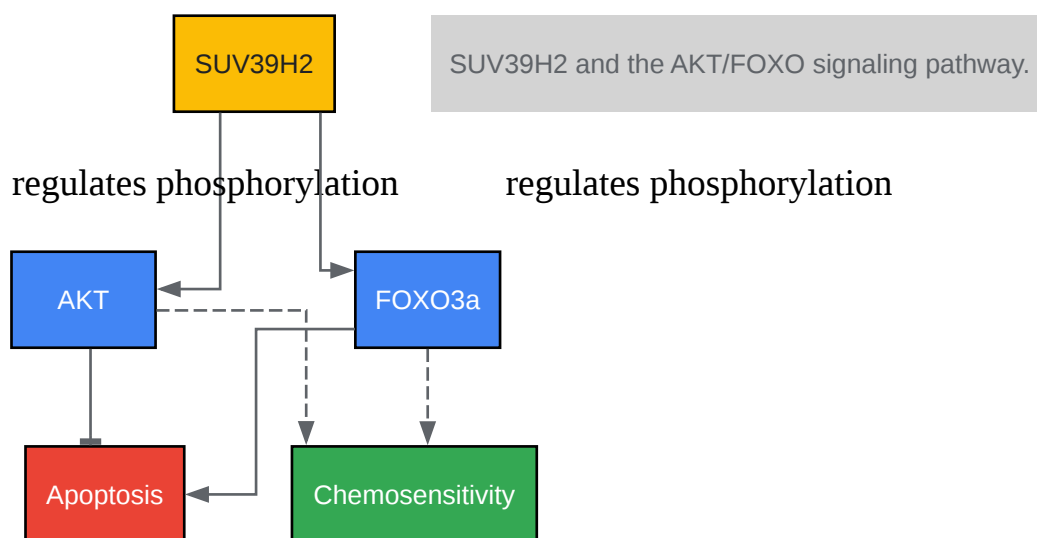 SUV39H2
SUV39H2 and the AKT/FOXO signaling pathway.
regulates phosphorylation
regulates phosphorylation
AKT
FOXO3a
Apoptosis
Chemosensitivity